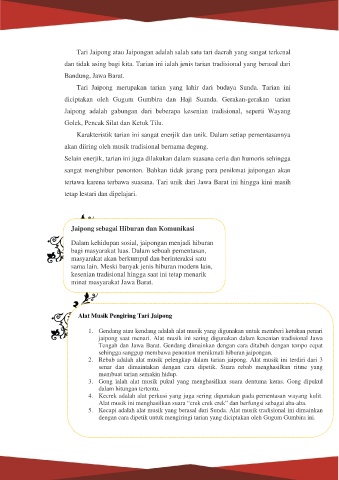 Tari Jaipong atau Jaipongan adalah salah satu tari daerah yang sangat terkenal
dan tidak asing bagi kita. Tarian ini ialah jenis tarian tradisional yang berasal dari
Bandung, Jawa Barat.
Tari Jaipong merupakan tarian yang lahir dari budaya Sunda. Tarian ini
diciptakan oleh Gugum Gumbira dan Haji Suanda. Gerakan-gerakan tarian
Jaipong adalah gabungan dari beberapa kesenian tradisional, seperti Wayang
Golek, Pencak Silat dan Ketuk Tilu.
Karakteristik tarian ini sangat enerjik dan unik. Dalam setiap pementasannya
akan diiring oleh musik tradisional bernama degung.
Selain enerjik, tarian ini juga dilakukan dalam suasana ceria dan humoris sehingga
sangat menghibur penonton. Bahkan tidak jarang para penikmat jaipongan akan
tertawa karena terbawa suasana. Tari unik dari Jawa Barat ini hingga kini masih
tetap lestari dan dipelajari.
Jaipong sebagai Hiburan dan Komunikasi
Dalam kehidupan sosial, jaipongan menjadi hiburan
bagi masyarakat luas. Dalam sebuah pementasan,
masyarakat akan berkumpul dan berinteraksi satu
sama lain. Meski banyak jenis hiburan modern lain,
kesenian tradisional hingga saat ini tetap menarik
minat masyarakat Jawa Barat.
Alat Musik Pengiring Tari Jaipong
1. Gendang atau kendang adalah alat musik yang digunakan untuk memberi ketukan penari
jaipong saat menari. Alat musik ini sering digunakan dalam kesenian tradisional Jawa
Tengah dan Jawa Barat. Gendang dimainkan dengan cara ditabuh dengan tempo cepat
sehingga sanggup membawa penonton menikmati hiburan jaipongan.
2. Rebab adalah alat musik pelengkap dalam tarian jaipong. Alat musik ini terdiri dari 3
senar dan dimainkan dengan cara dipetik. Suara rebab menghasilkan ritme yang
membuat tarian semakin hidup.
3. Gong ialah alat musik pukul yang menghasilkan suara dentuma keras. Gong dipukul
dalam hitungan tertentu.
4. Kecrek adalah alat perkusi yang juga sering digunakan pada pementasan wayang kulit.
Alat musik ini menghasilkan suara “crek crek crek” dan berfungsi sebagai aba-aba.
5. Kecapi adalah alat musik yang berasal dari Sunda. Alat musik tradisional ini dimainkan
dengan cara dipetik untuk mengiringi tarian yang diciptakan oleh Gugum Gumbira ini.